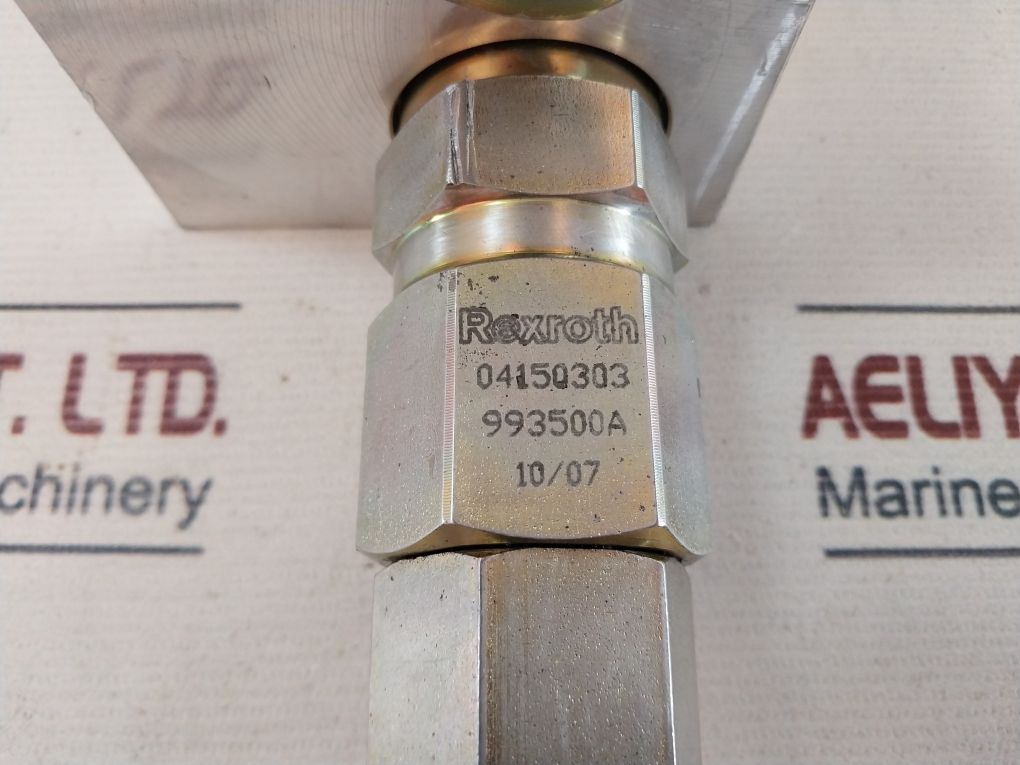 Rexroth
04150303
993500A
10/07
T. LTD.
chinery
AELIY
Marine